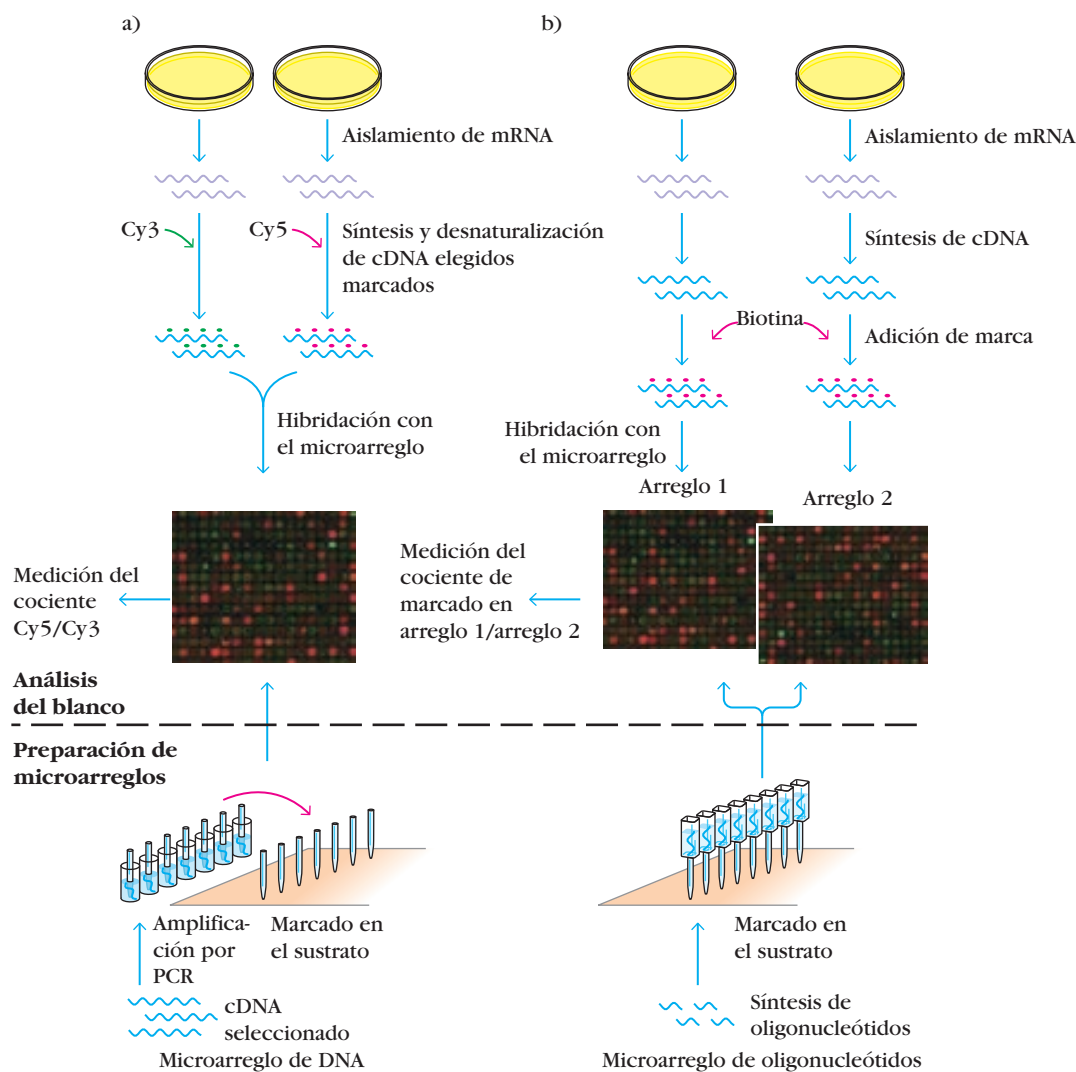 a)
Aislamiento de mRNA
Cy3
Cy5
Síntesis y desnaturalización
de cDNA elegidos
marcados
Hibridación con
el microarreglo
Medición del
cociente
Cy5/Cy3
b)
Aislamiento de mRNA
Síntesis de cDNA
Biotina
Adición de marca
Hibridación con
el microarreglo
Arreglo 1
Arreglo 2
Medición del
cociente de
marcado en
arreglo 1/arreglo 2
Análisis
del blanco
Preparación de
microarreglos
Amplifica-
ción por
PCR
Marcado en
el sustrato
cDNA
seleccionado
Microarreglo de DNA
Marcado en
el sustrato
Síntesis de
oligonucleótidos
Microarreglo de oligonucleótidos